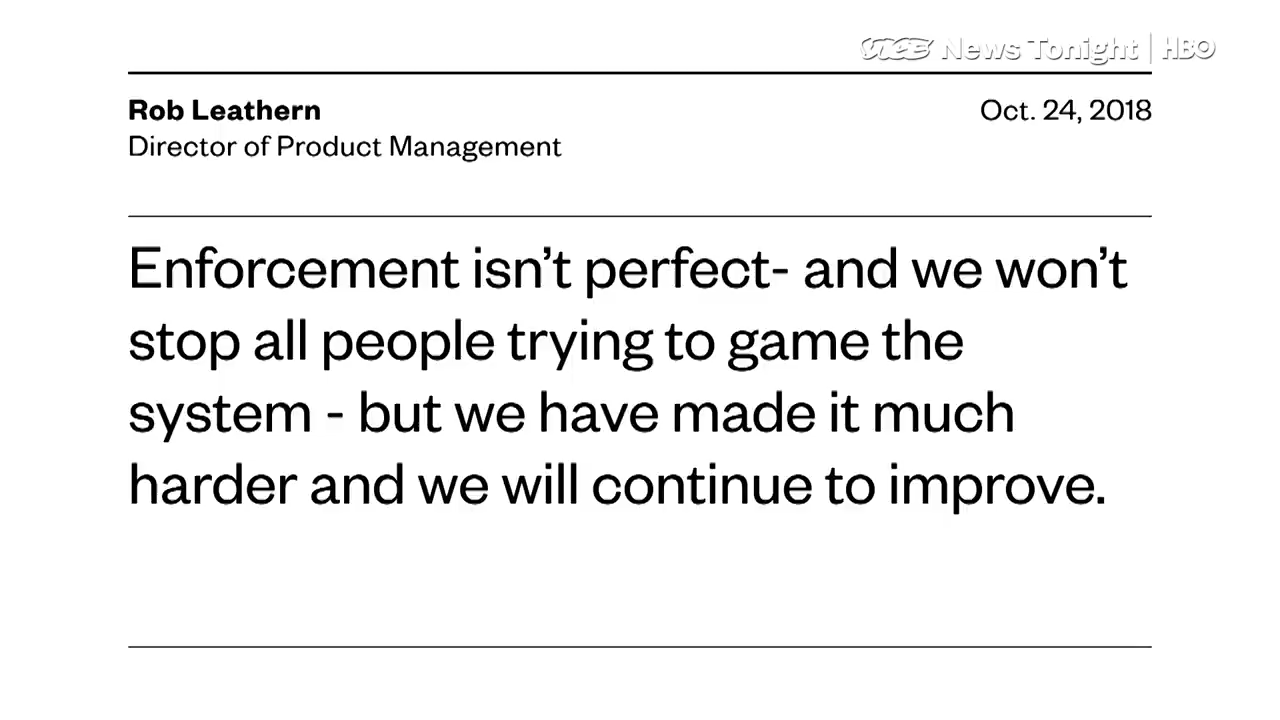 VICE News Tonight | HBO
Rob Leathern
Oct. 24, 2018
Director of Product Management
Enforcement isn’t perfect- and we won’t
stop all people trying to game the
system - but we have made it much
harder and we will continue to improve.